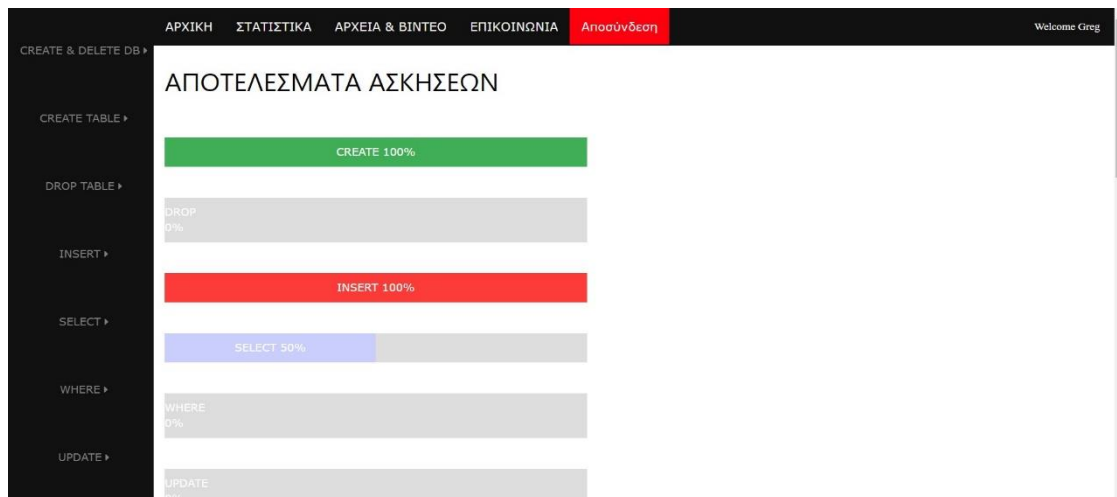 ΑΡΧΙΚΗ ΣΤΑΤΙΣΤΙΚΑ ΑΡΧΕΙΑ & ΒΙΝΤΕΟ ΕΠΙΚΟΙΝΩΝΙΑ Αποσύνδεση Welcome Greg
CREATE & DELETE DB
CREATE TABLE
DROP TABLE
INSERT
SELECT
WHERE
UPDATE
ΑΠΟΤΕΛΕΣΜΑΤΑ ΑΣΚΗΣΕΩΝ
CREATE 100%
DROP
0%
INSERT 100%
SELECT 50%
WHERE
0%
UPDATE